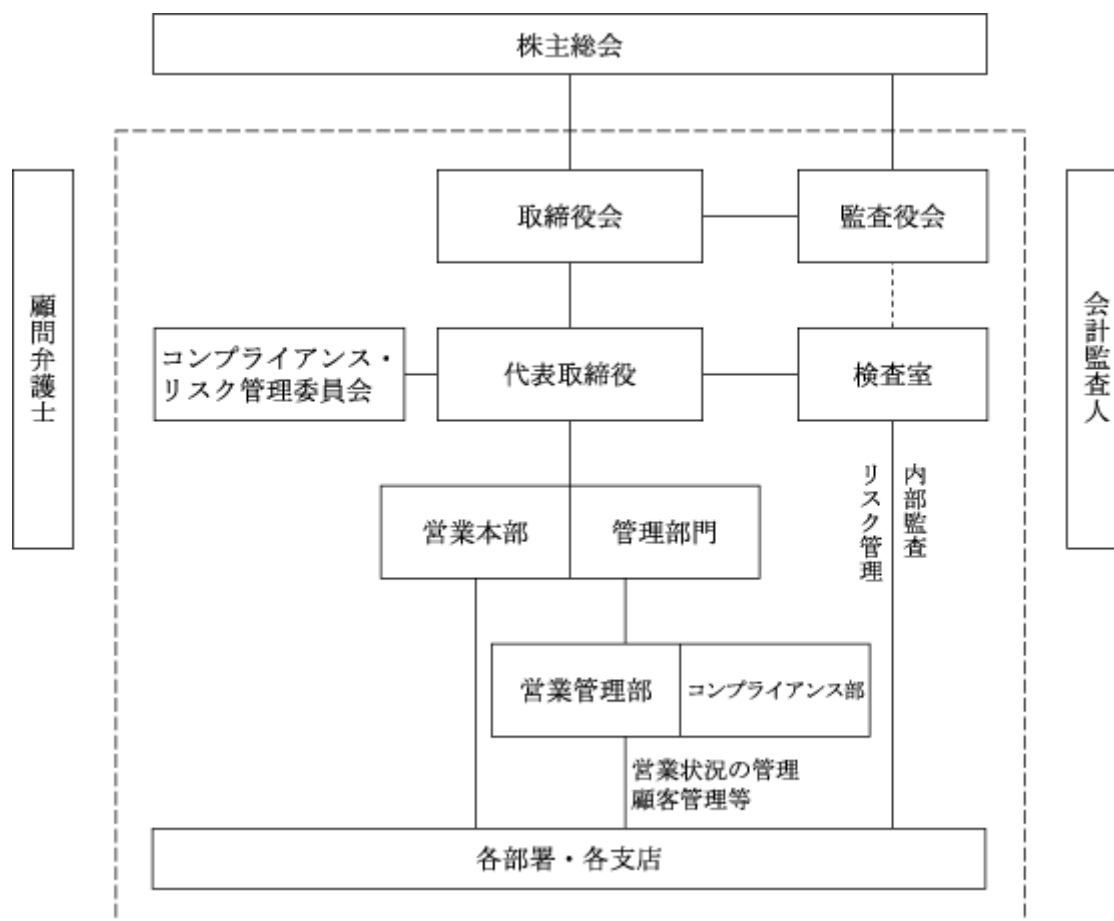 株主総会
取締役会
監査役会
顧問弁護士
会計監査人
コンプライアンス・
リスク管理委員会
代表取締役
検査室
リスク管理
内部監査
営業本部
管理部門
営業管理部
コンプライアンス部
営業状況の管理
顧客管理等
各部署・各支店